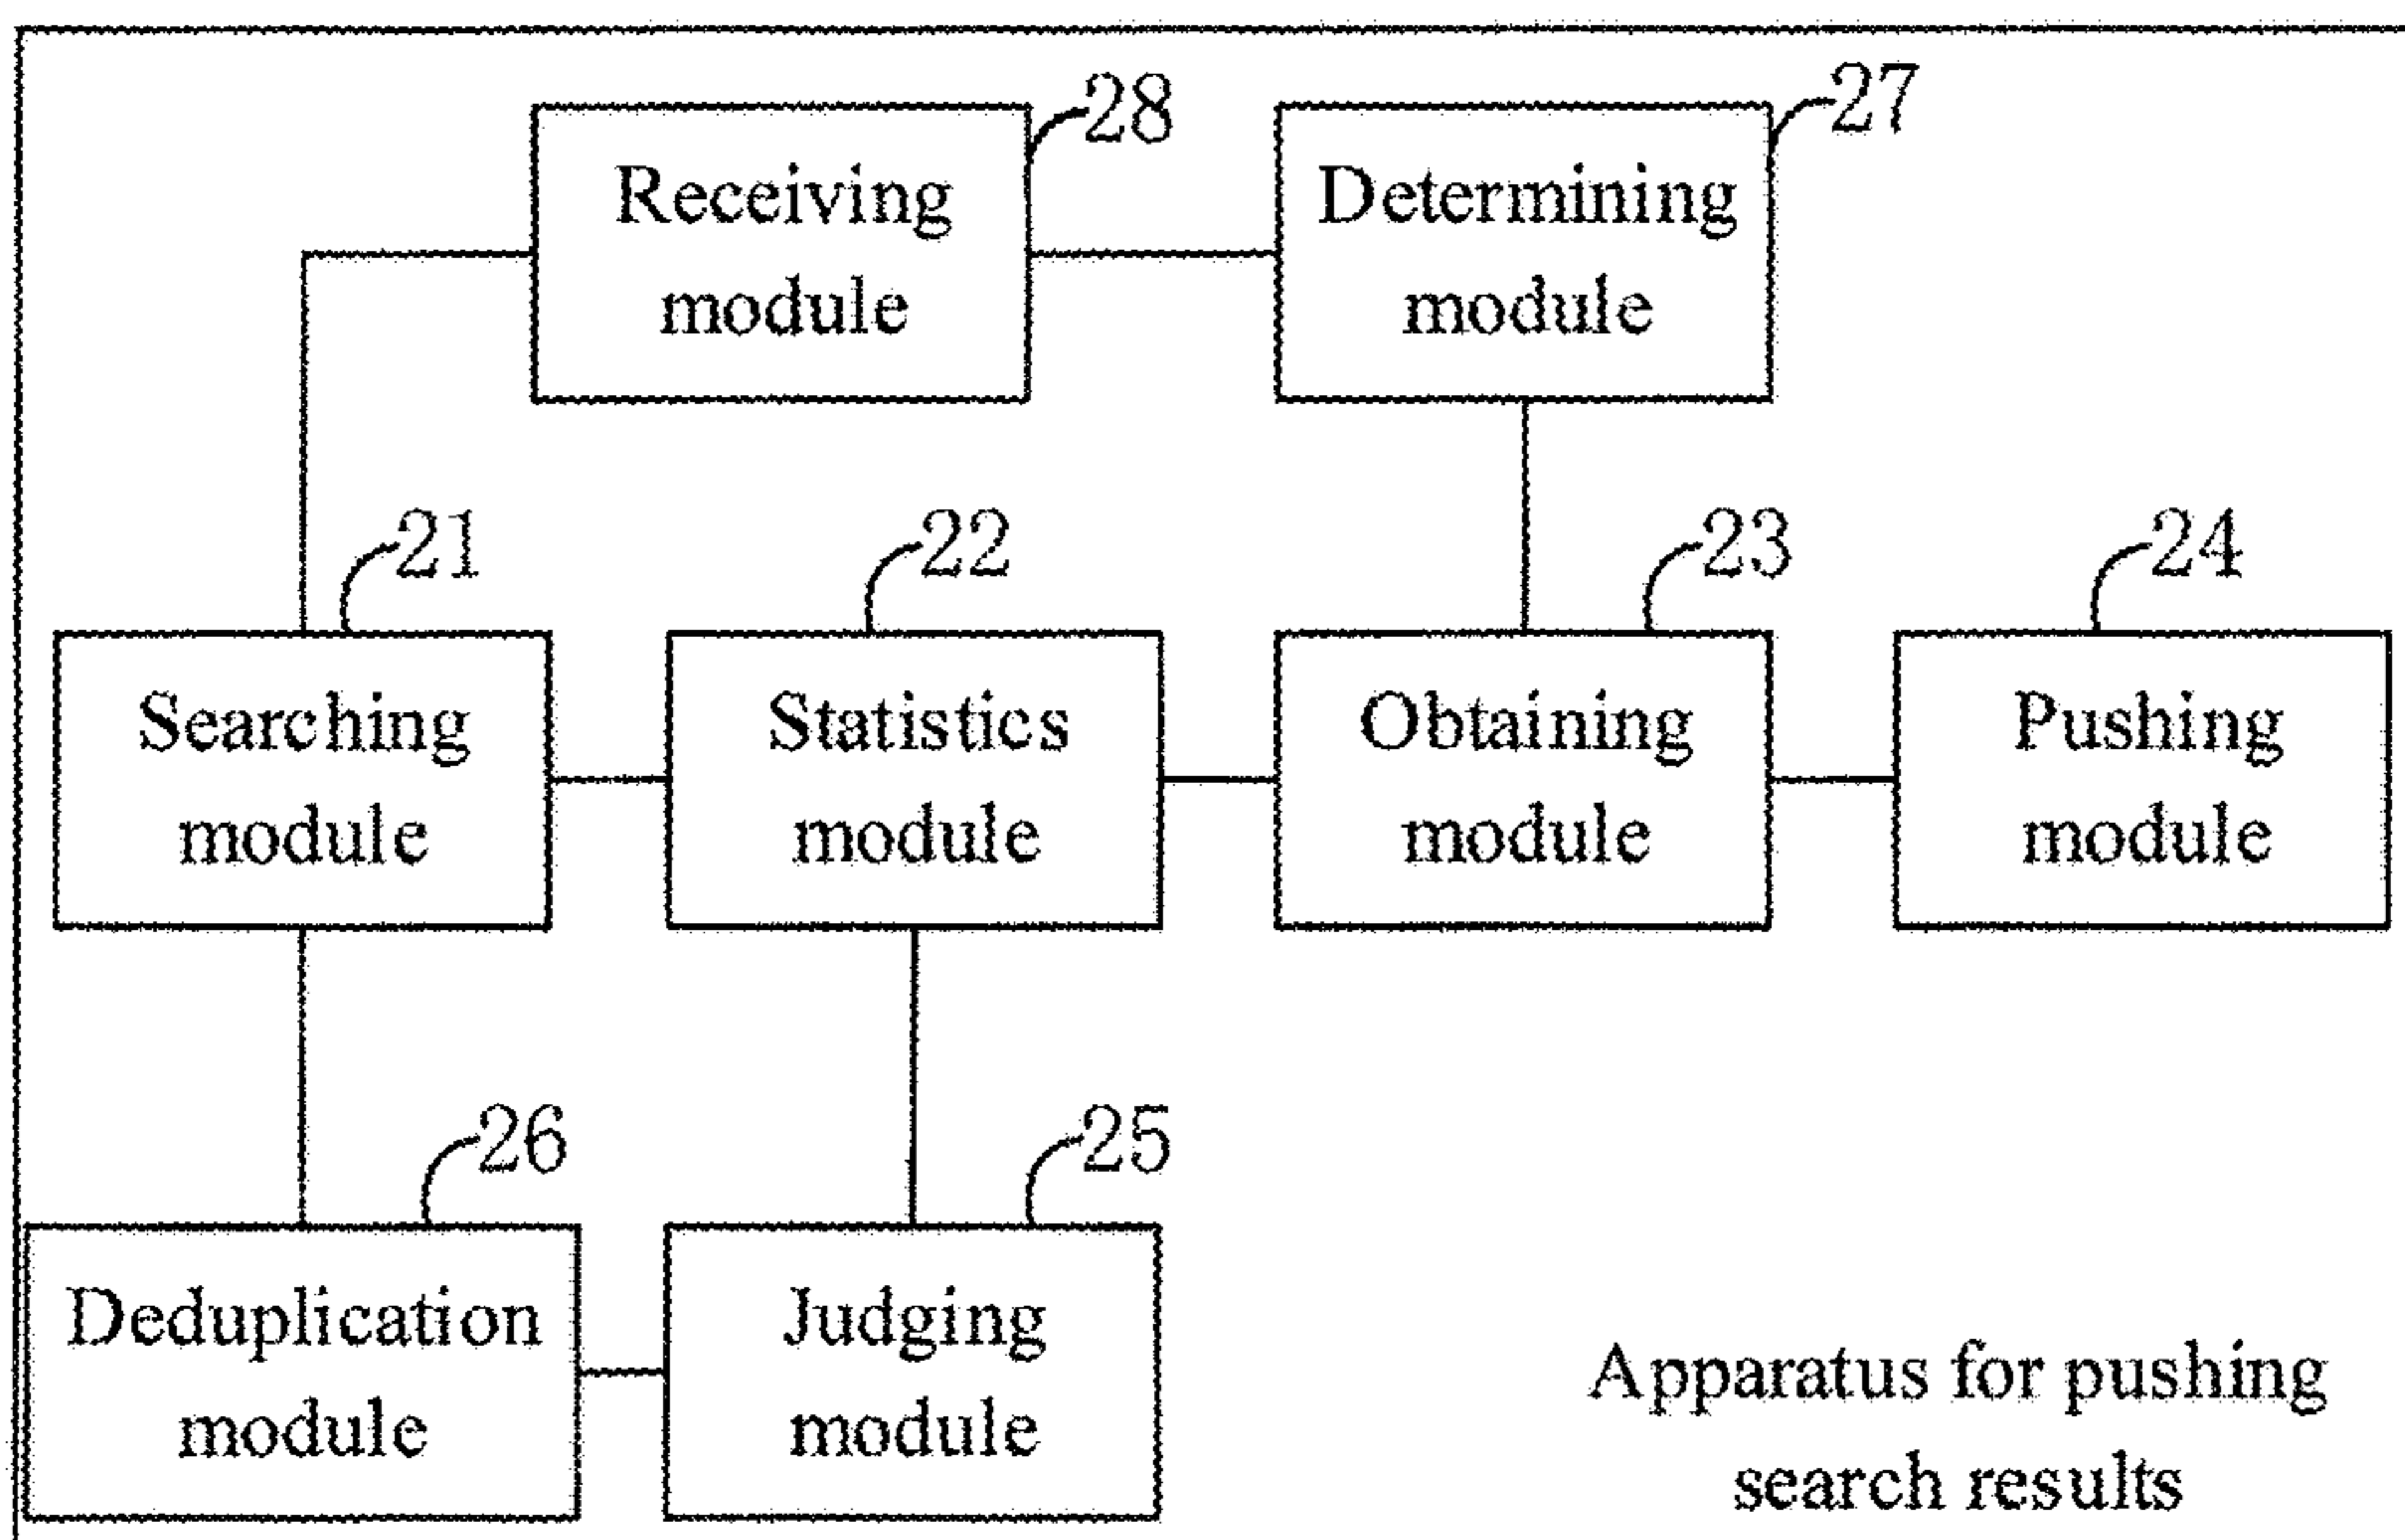 28
27
Receiving
module
Determining
module
21
22
23
24
Searching
module
Statistics
module
Obtaining
module
Pushing
module
26
25
Deduplication
module
Judging
module
Apparatus for pushing
search results